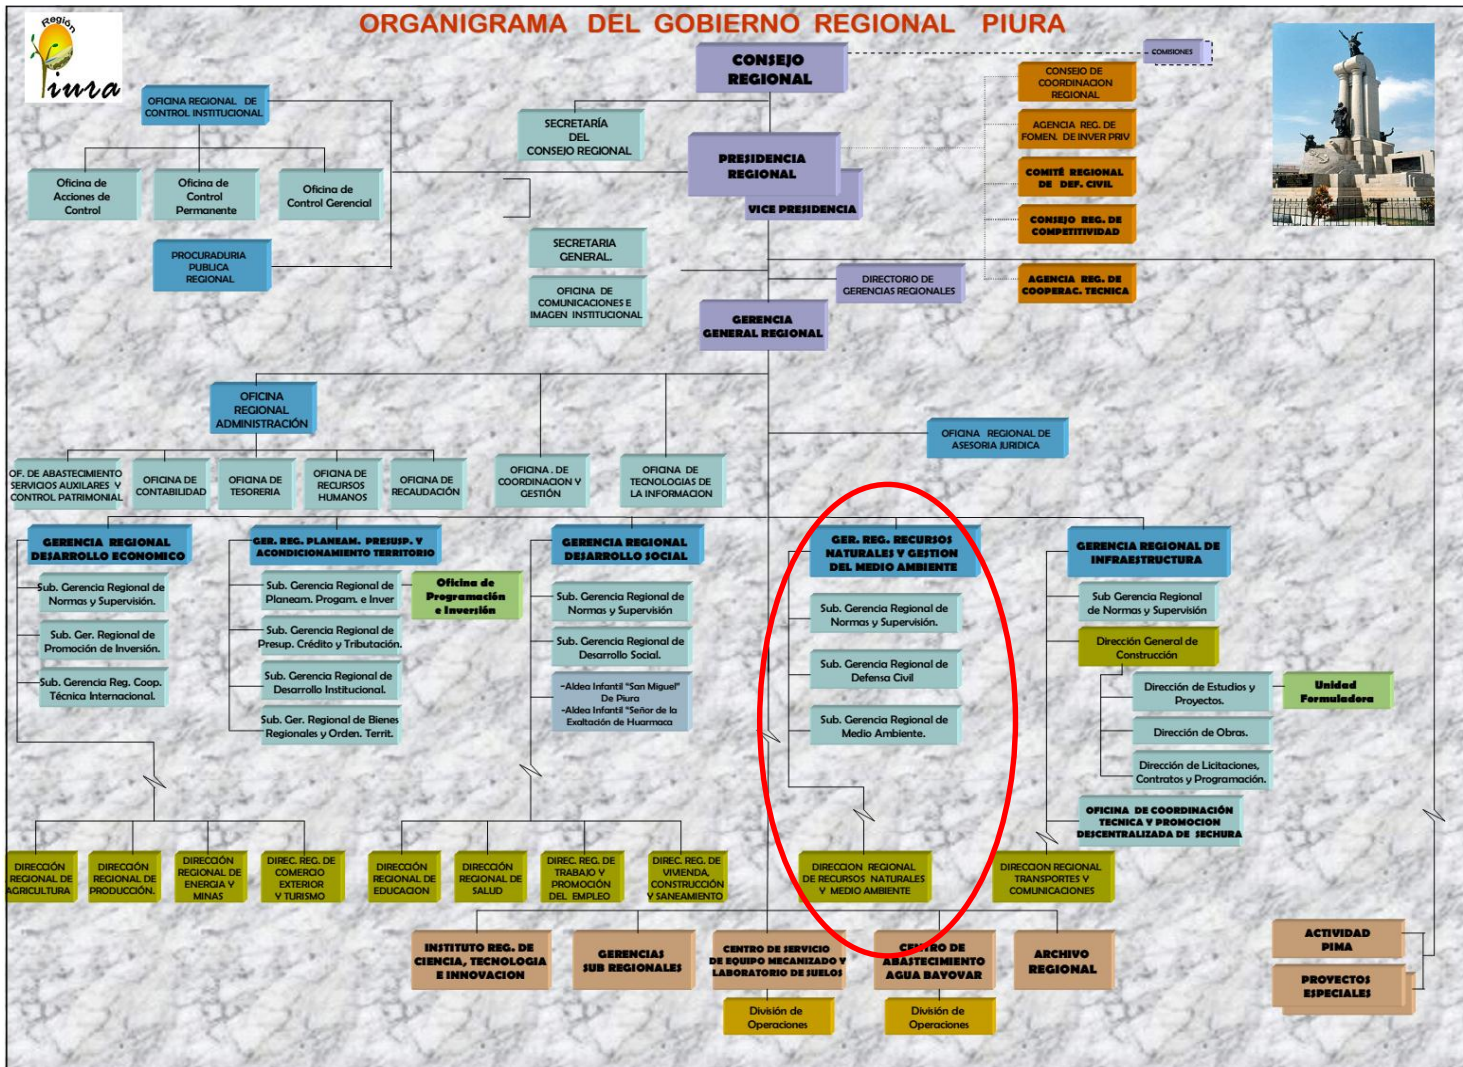 ORGANIGRAMA DEL GOBIERNO REGIONAL PIURA
Región
Piura
CONSEJO
REGIONAL
COMISIONES
OFICINA REGIONAL DE
CONTROL INSTITUCIONAL
SECRETARÍA
DEL
CONSEJO REGIONAL
CONSEJO DE
COORDINACION
REGIONAL
AGENCIA REG. DE
FOMEN. DE INVER PRIV
PRESIDENCIA
REGIONAL
VICE PRESIDENCIA
COMITÉ REGIONAL
DE DEF. CIVIL
CONSEJO REG. DE
COMPETITIVIDAD
AGENCIA REG. DE
COOPERAC. TECNICA
Oficina de
Acciones de
Control
Oficina de
Control
Permanente
Oficina de
Control Gerencial
PROCURADURIA
PUBLICA
REGIONAL
SECRETARIA
GENERAL.
OFICINA DE
COMUNICACIONES E
IMAGEN INSTITUCIONAL
DIRECTORIO DE
GERENCIAS REGIONALES
GERENCIA
GENERAL REGIONAL
OFICINA
REGIONAL
ADMINISTRACIÓN
OFICINA REGIONAL DE
ASESORIA JURIDICA
OF. DE ABASTECIMIENTO
SERVICIOS AUXILARES Y
CONTROL PATRIMONIAL
OFICINA DE
CONTABILIDAD
OFICINA DE
TESORERIA
OFICINA DE
RECURSOS
HUMANOS
OFICINA DE
RECAUDACIÓN
OFICINA . DE
COORDINACION Y
GESTIÓN
OFICINA DE
TECNOLOGIAS DE
LA INFORMACION
GERENCIA REGIONAL
DESARROLLO ECONOMICO
Sub. Gerencia Regional de
Normas y Supervisión.
Sub. Ger. Regional de
Promoción de Inversión.
Sub. Gerencia Reg. Coop.
Técnica Internacional.
GER. REG. PLANEAM. PRESUSP. Y
ACONDICIONAMIENTO TERRITORIO
Sub. Gerencia Regional de
Planeam. Progam. e Inver
Oficina de
Programación
e Inversión
Sub. Gerencia Regional de
Presup. Crédito y Tributación.
Sub. Gerencia Regional de
Desarrollo Institucional.
Sub. Ger. Regional de Bienes
Regionales y Orden. Territ.
GERENCIA REGIONAL
DESARROLLO SOCIAL
Sub. Gerencia Regional de
Normas y Supervisión
Sub. Gerencia Regional de
Desarrollo Social.
-Aldea Infantil "San Miguel"
De Piura
-Aldea Infantil "Señor de la
Exaltación de Huarmaca
GER. REG. RECURSOS
NATURALES Y GESTION
DEL MEDIO AMBIENTE
Sub. Gerencia Regional de
Normas y Supervisión.
Sub. Gerencia Regional de
Defensa Civil
Sub. Gerencia Regional de
Medio Ambiente.
GERENCIA REGIONAL DE
INFRAESTRUCTURA
Sub Gerencia Regional
de Normas y Supervisión
Dirección General de
Construcción
Dirección de Estudios y
Proyectos.
Unidad
Formuladora
Dirección de Obras.
Dirección de Licitaciones,
Contratos y Programación.
OFICINA DE COORDINACIÓN
TECNICA Y PROMOCION
DESCENTRALIZADA DE SECHURA
DIRECCIÓN
REGIONAL DE
AGRICULTURA
DIRECCIÓN
REGIONAL DE
PRODUCCIÓN.
DIRECCIÓN
REGIONAL DE
ENERGIA Y
MINAS
DIREC. REG. DE
COMERCIO
EXTERIOR
Y TURISMO
DIRECCIÓN
REGIONAL DE
EDUCACION
DIRECCIÓN
REGIONAL DE
SALUD
DIREC. REG. DE
TRABAJO Y
PROMOCIÓN
DEL EMPLEO
DIREC. REG. DE
VIVIENDA,
CONSTRUCCIÓN
Y SANEAMIENTO
DIRECCION REGIONAL
DE RECURSOS NATURALES
Y MEDIO AMBIENTE
DIRECCION REGIONAL
TRANSPORTES Y
COMUNICACIONES
INSTITUTO REG. DE
CIENCIA, TECNOLOGIA
E INNOVACION
GERENCIAS
SUB REGIONALES
CENTRO DE SERVICIO
DE EQUIPO MECANIZADO Y
LABORATORIO DE SUELOS
CENTRO DE
ABASTECIMIENTO
AGUA BAYOVAR
ARCHIVO
REGIONAL
ACTIVIDAD
PIMA
PROYECTOS
ESPECIALES
División de
Operaciones
División de
Operaciones